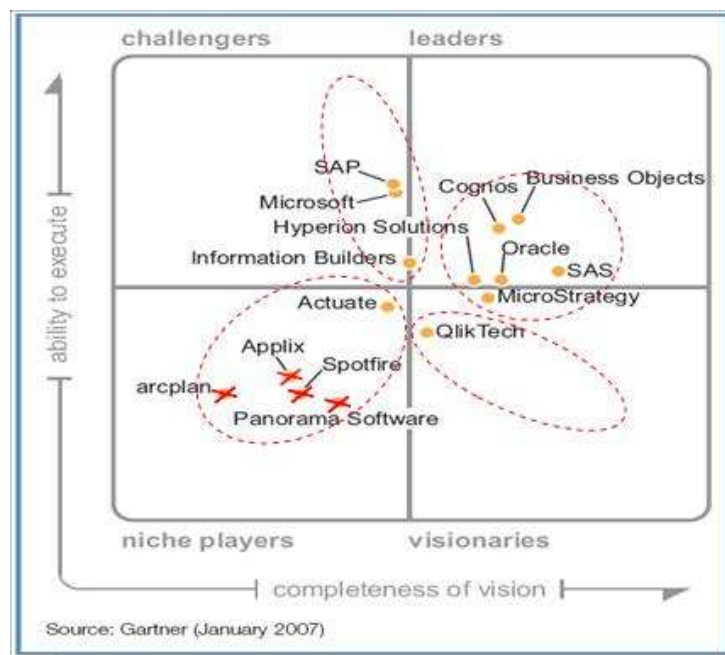 challengers
leaders
SAP
Microsoft
Cognos
Business Objects
Hyperion Solutions
Oracle
Information Builders
SAS
Actuate
MicroStrategy
Applix
QlikTech
Spotfire
arcplan
Panorama Software
ability to execute
niche players
visionaries
completeness of vision
Source: Gartner (January 2007)